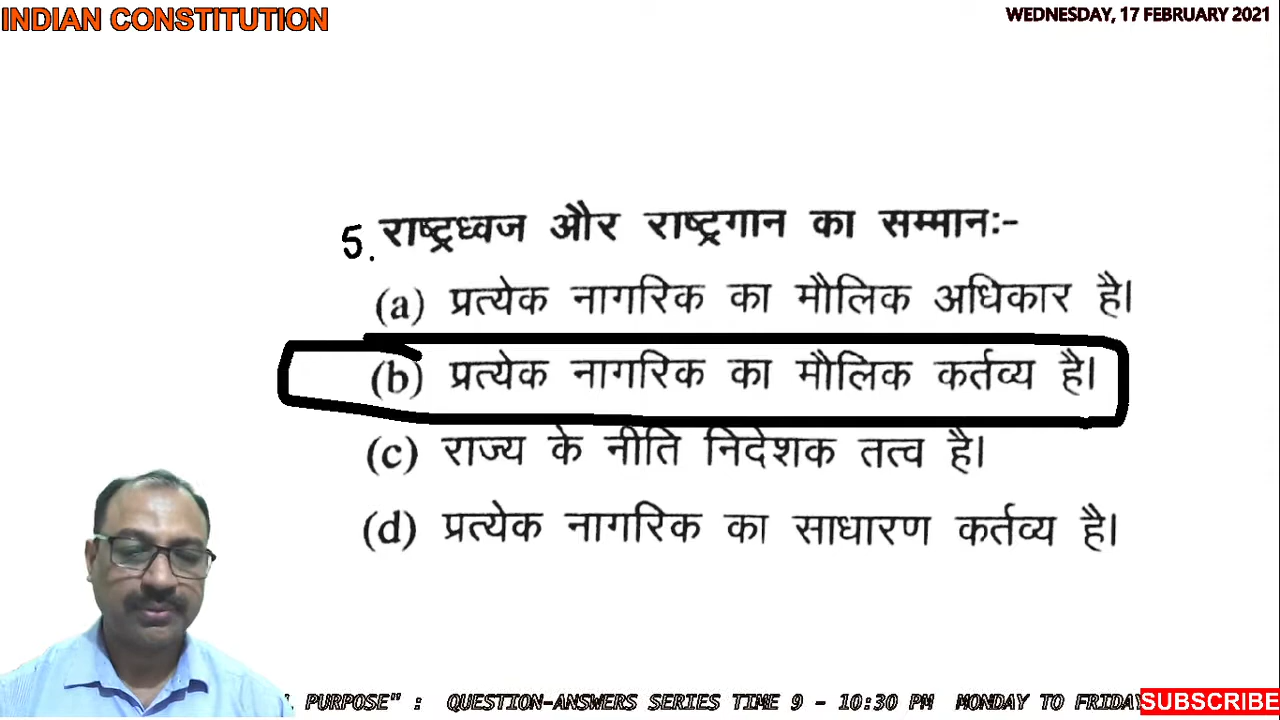 INDIAN CONSTITUTION
WEDNESDAY, 17 FEBRUARY 2021
5. राष्ट्रध्वज और राष्ट्रगान का सम्मानः-
(a) प्रत्येक नागरिक का मौलिक अधिकार है।
(b) प्रत्येक नागरिक का मौलिक कर्तव्य है।
(c) राज्य के नीति निदेशक तत्व है।
(d) प्रत्येक नागरिक का साधारण कर्तव्य है।
PURPOSE" : QUESTION-ANSWERS SERIES TIME 9 - 10:30 PM MONDAY TO FRIDAY
SUBSCRIBE